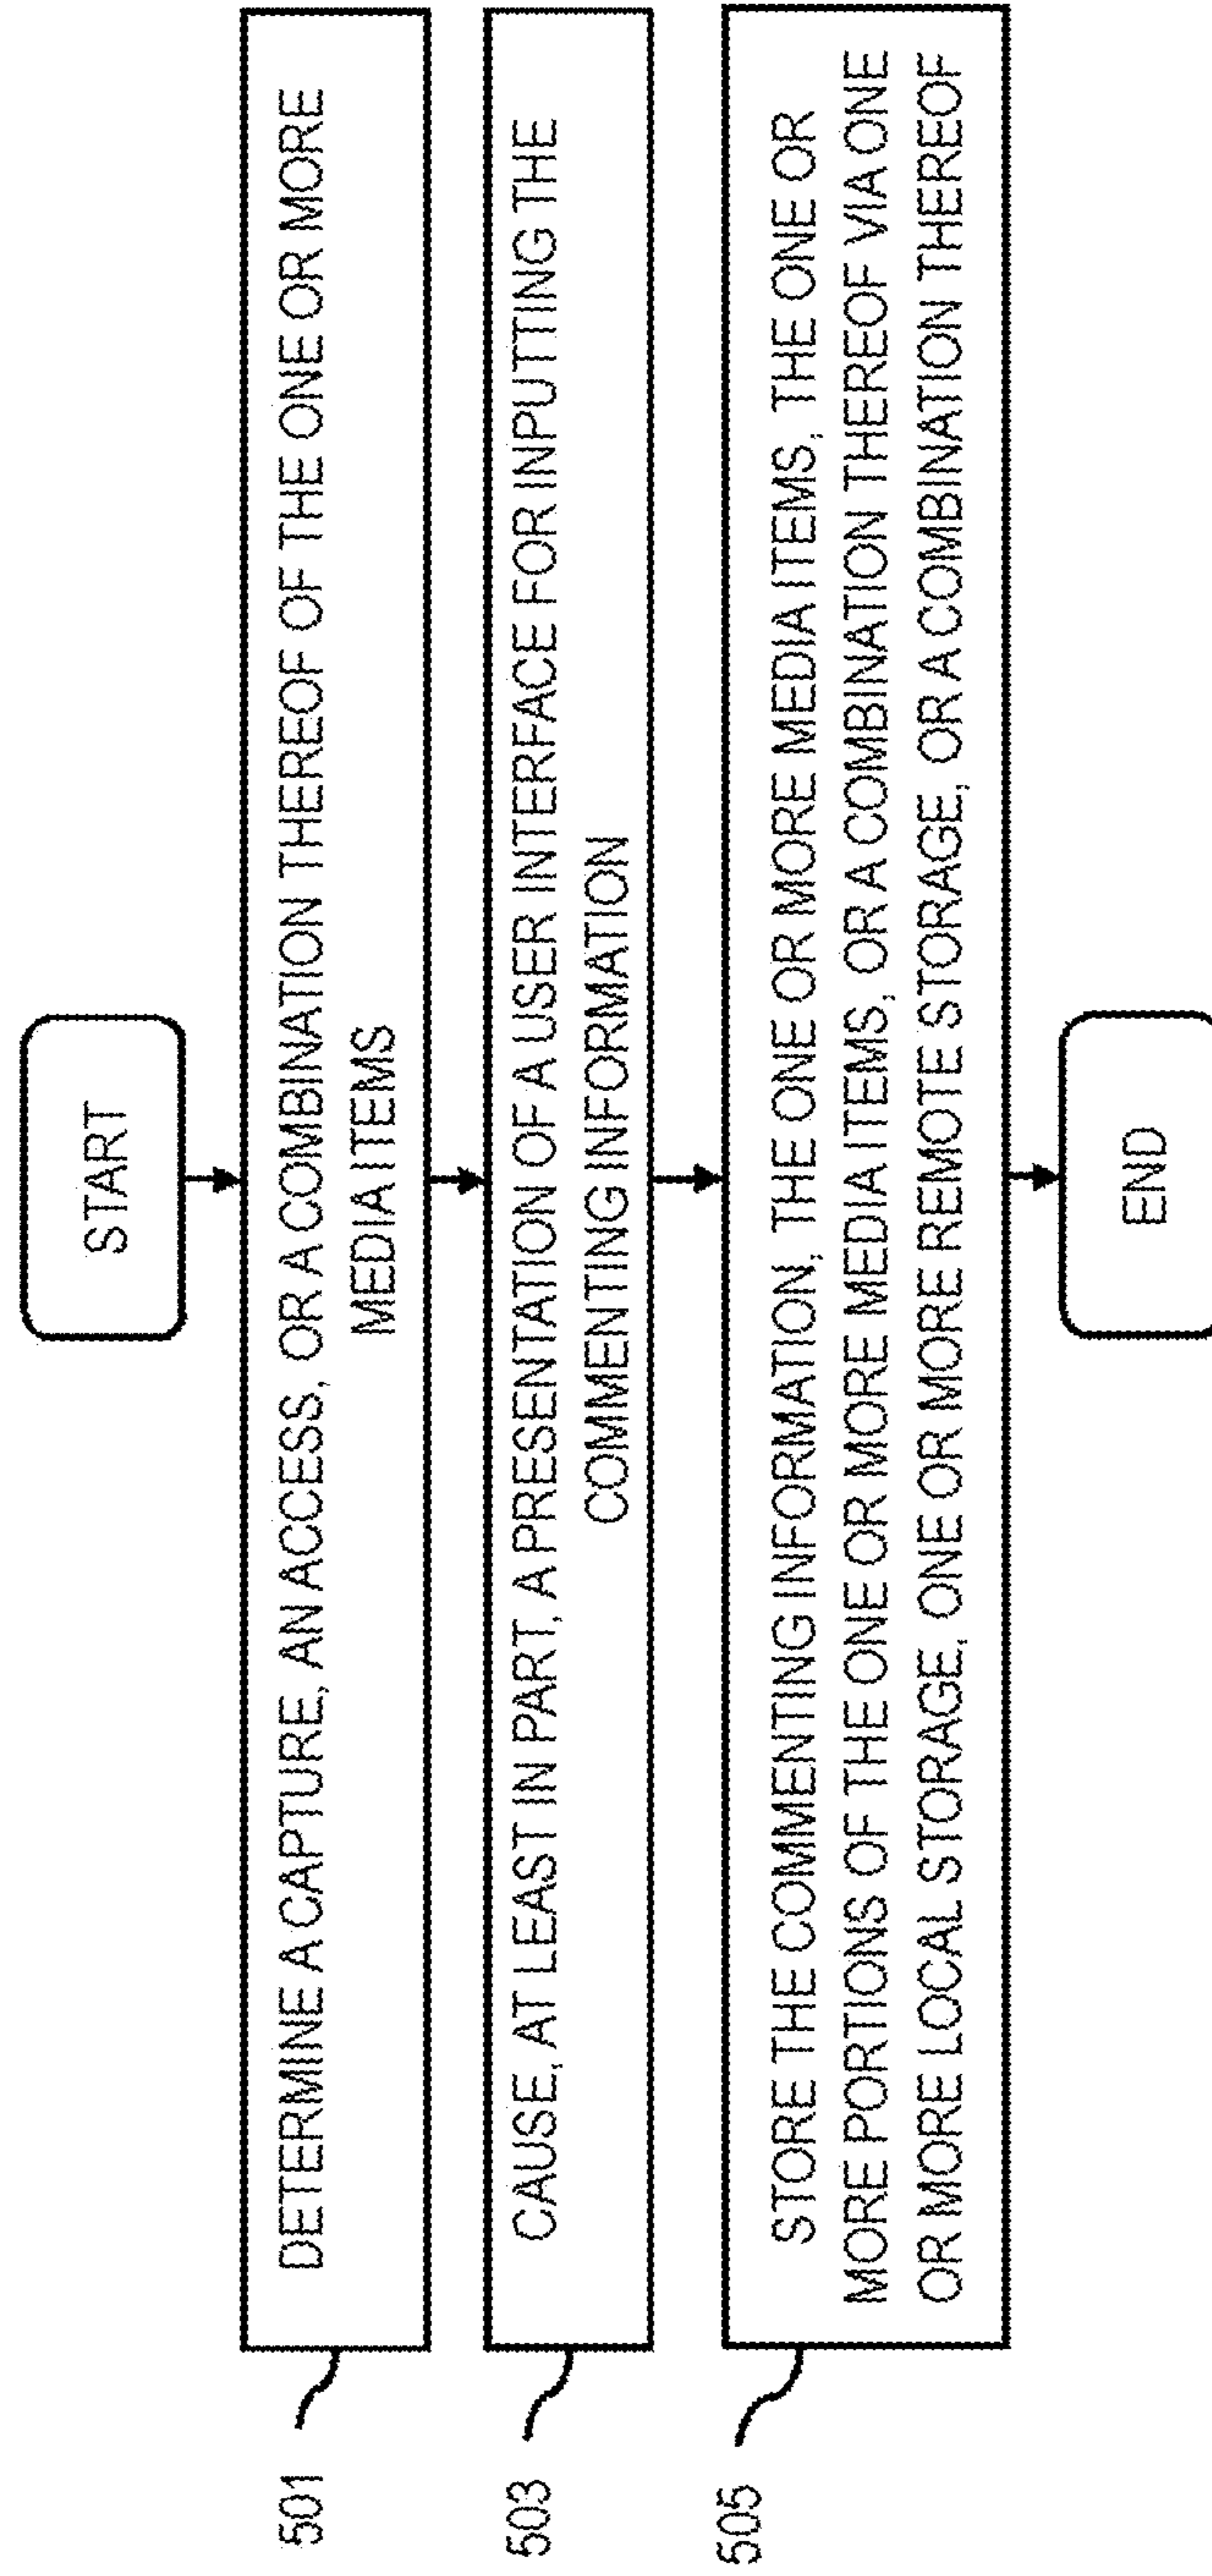 START
501
DETERMINE A CAPTURE, AN ACCESS, OR A COMBINATION THEREOF OF THE ONE OR MORE
MEDIA ITEMS
503
CAUSE, AT LEAST IN PART, A PRESENTATION OF A USER INTERFACE FOR INPUTTING THE
COMMENTING INFORMATION
505
STORE THE COMMENTING INFORMATION, THE ONE OR MORE MEDIA ITEMS, THE ONE OR
MORE PORTIONS OF THE ONE OR MORE MEDIA ITEMS, OR A COMBINATION THEREOF VIA ONE
OR MORE LOCAL STORAGE, ONE OR MORE REMOTE STORAGE, OR A COMBINATION THEREOF
END